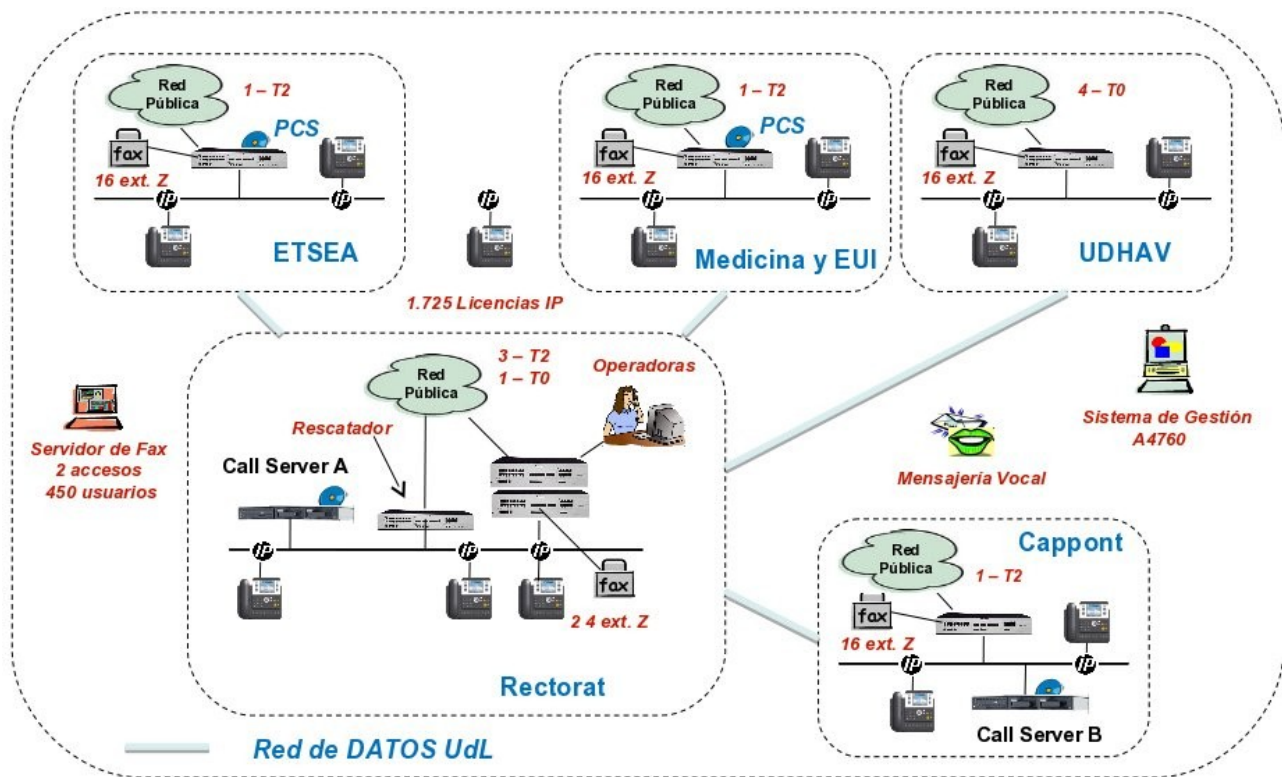 Red
Pública
1 – T2
PCS
fax
16 ext. Z
IP
IP
ETSEA
IP
1.725 Licencias IP
Red
Pública
1 – T2
PCS
fax
16 ext. Z
IP
IP
Medicina y EUI
Red
Pública
4 – T0
fax
16 ext. Z
IP
IP
UDHAV
Servidor de Fax
2 accesos
450 usuarios
Red
Pública
3 – T2
1 – T0
Operadoras
Rescatador
Call Server A
IP
IP
IP
fax
2 4 ext. Z
Rectorat
Mensajería Vocal
Sistema de Gestión
A4760
Cappont
Red
Pública
1 – T2
fax
16 ext. Z
IP
IP
Call Server B
Red de DATOS UdL